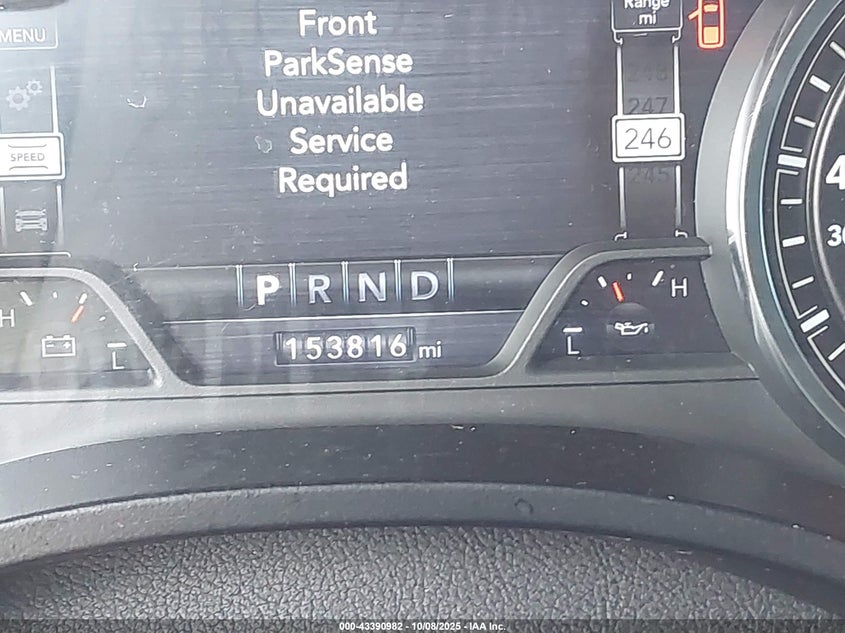 Front
ParkSense
Unavailable
Service
Required
MENU
SPEED
Range
mi
248
247
246
245
P R N D
153816 mi
H
L
L
H
000-43390982 - 10/08/2025 - IAA Inc.